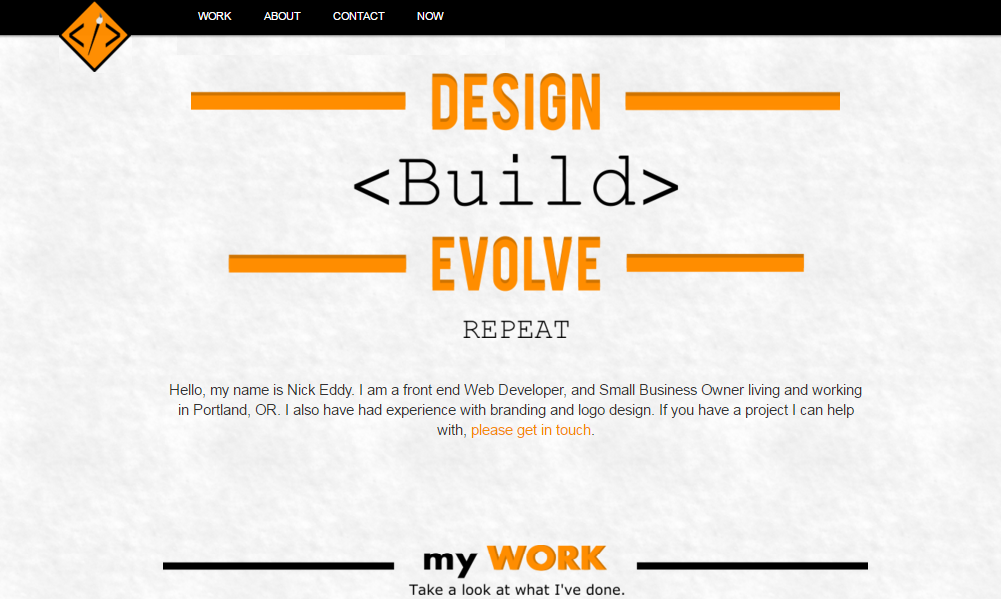 WORK ABOUT CONTACT NOW
</>
DESIGN
<Build>
EVOLVE
REPEAT
Hello, my name is Nick Eddy. I am a front end Web Developer, and Small Business Owner living and working
in Portland, OR. I also have had experience with branding and logo design. If you have a project I can help
with, please get in touch.
my WORK
Take a look at what I've done.